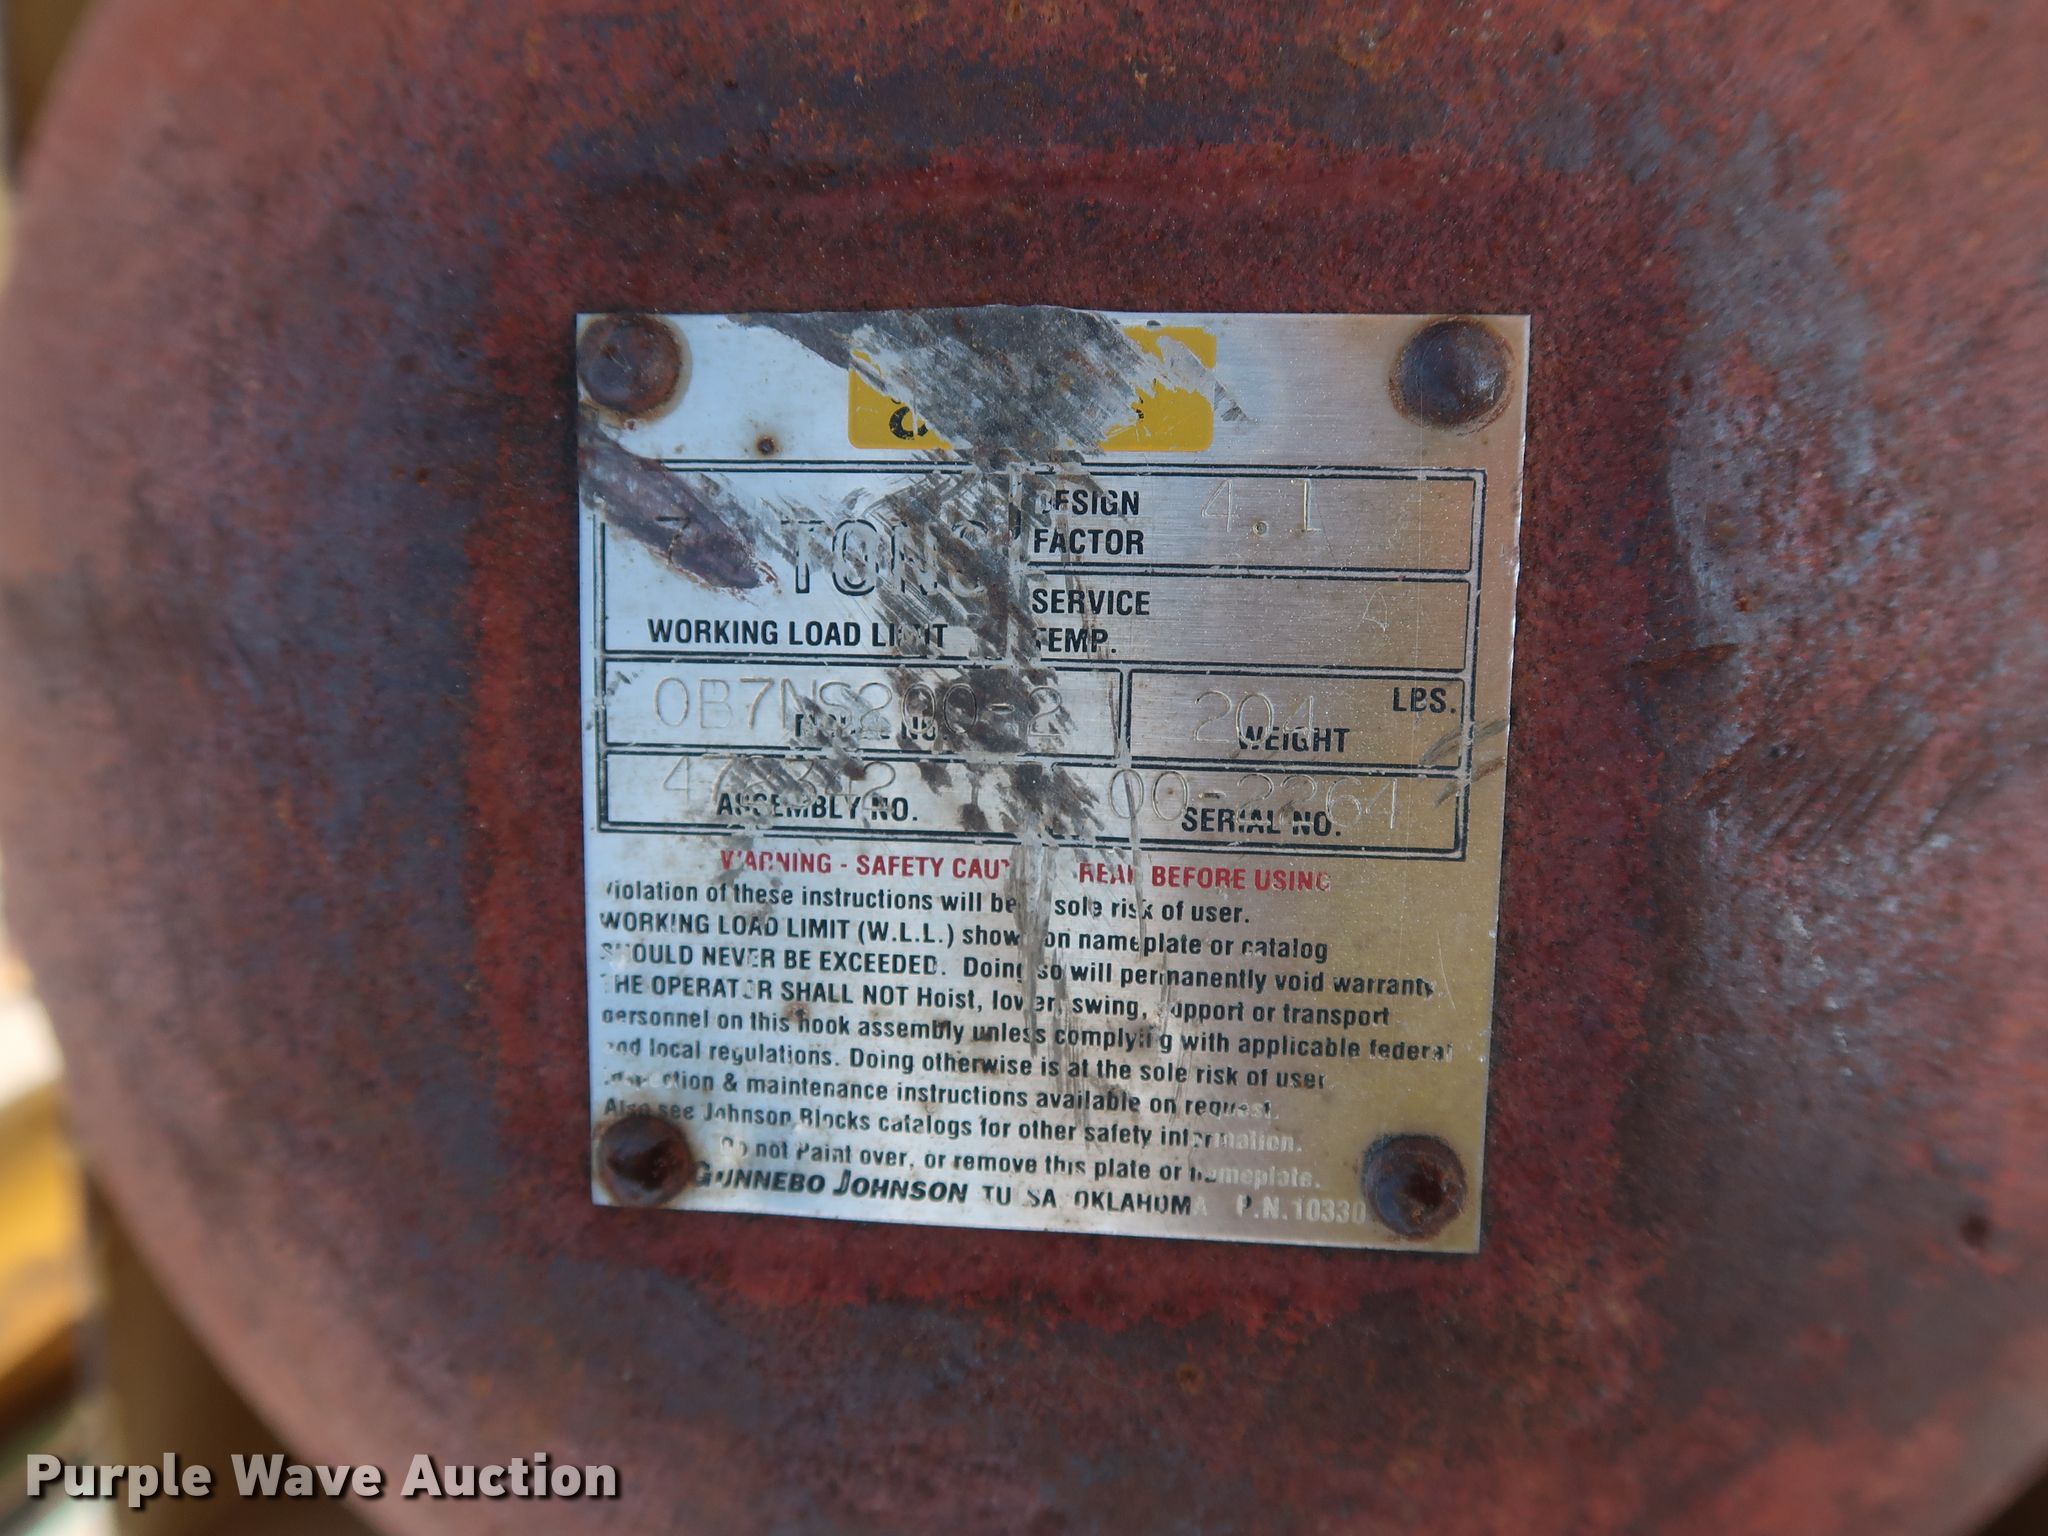 7 TONS
DESIGN
FACTOR
4.1
WORKING LOAD LIMIT
SERVICE
TEMP.
0B7NS200-2
204
LBS.
WEIGHT
ASSEMBLY NO.
00-2264
SERIAL NO.
WARNING - SAFETY READ BEFORE USING
Violation of these instructions will be sole risk of user.
WORKING LOAD LIMIT (W.L.L.) shown on nameplate or catalog
SHOULD NEVER BE EXCEEDED. Doing so will permanently void warranty.
THE OPERATOR SHALL NOT Hoist, lower, swing, support or transport
personnel on this hook assembly unless complying with applicable federal
and local regulations. Doing otherwise is at the sole risk of user
Inspection & maintenance instructions available on request.
Also see Johnson Blocks catalogs for other safety information.
Do not Paint over, or remove this plate or nameplate.
GUNNEBO JOHNSON TULSA OKLAHOMA P.N.10330
Purple Wave Auction